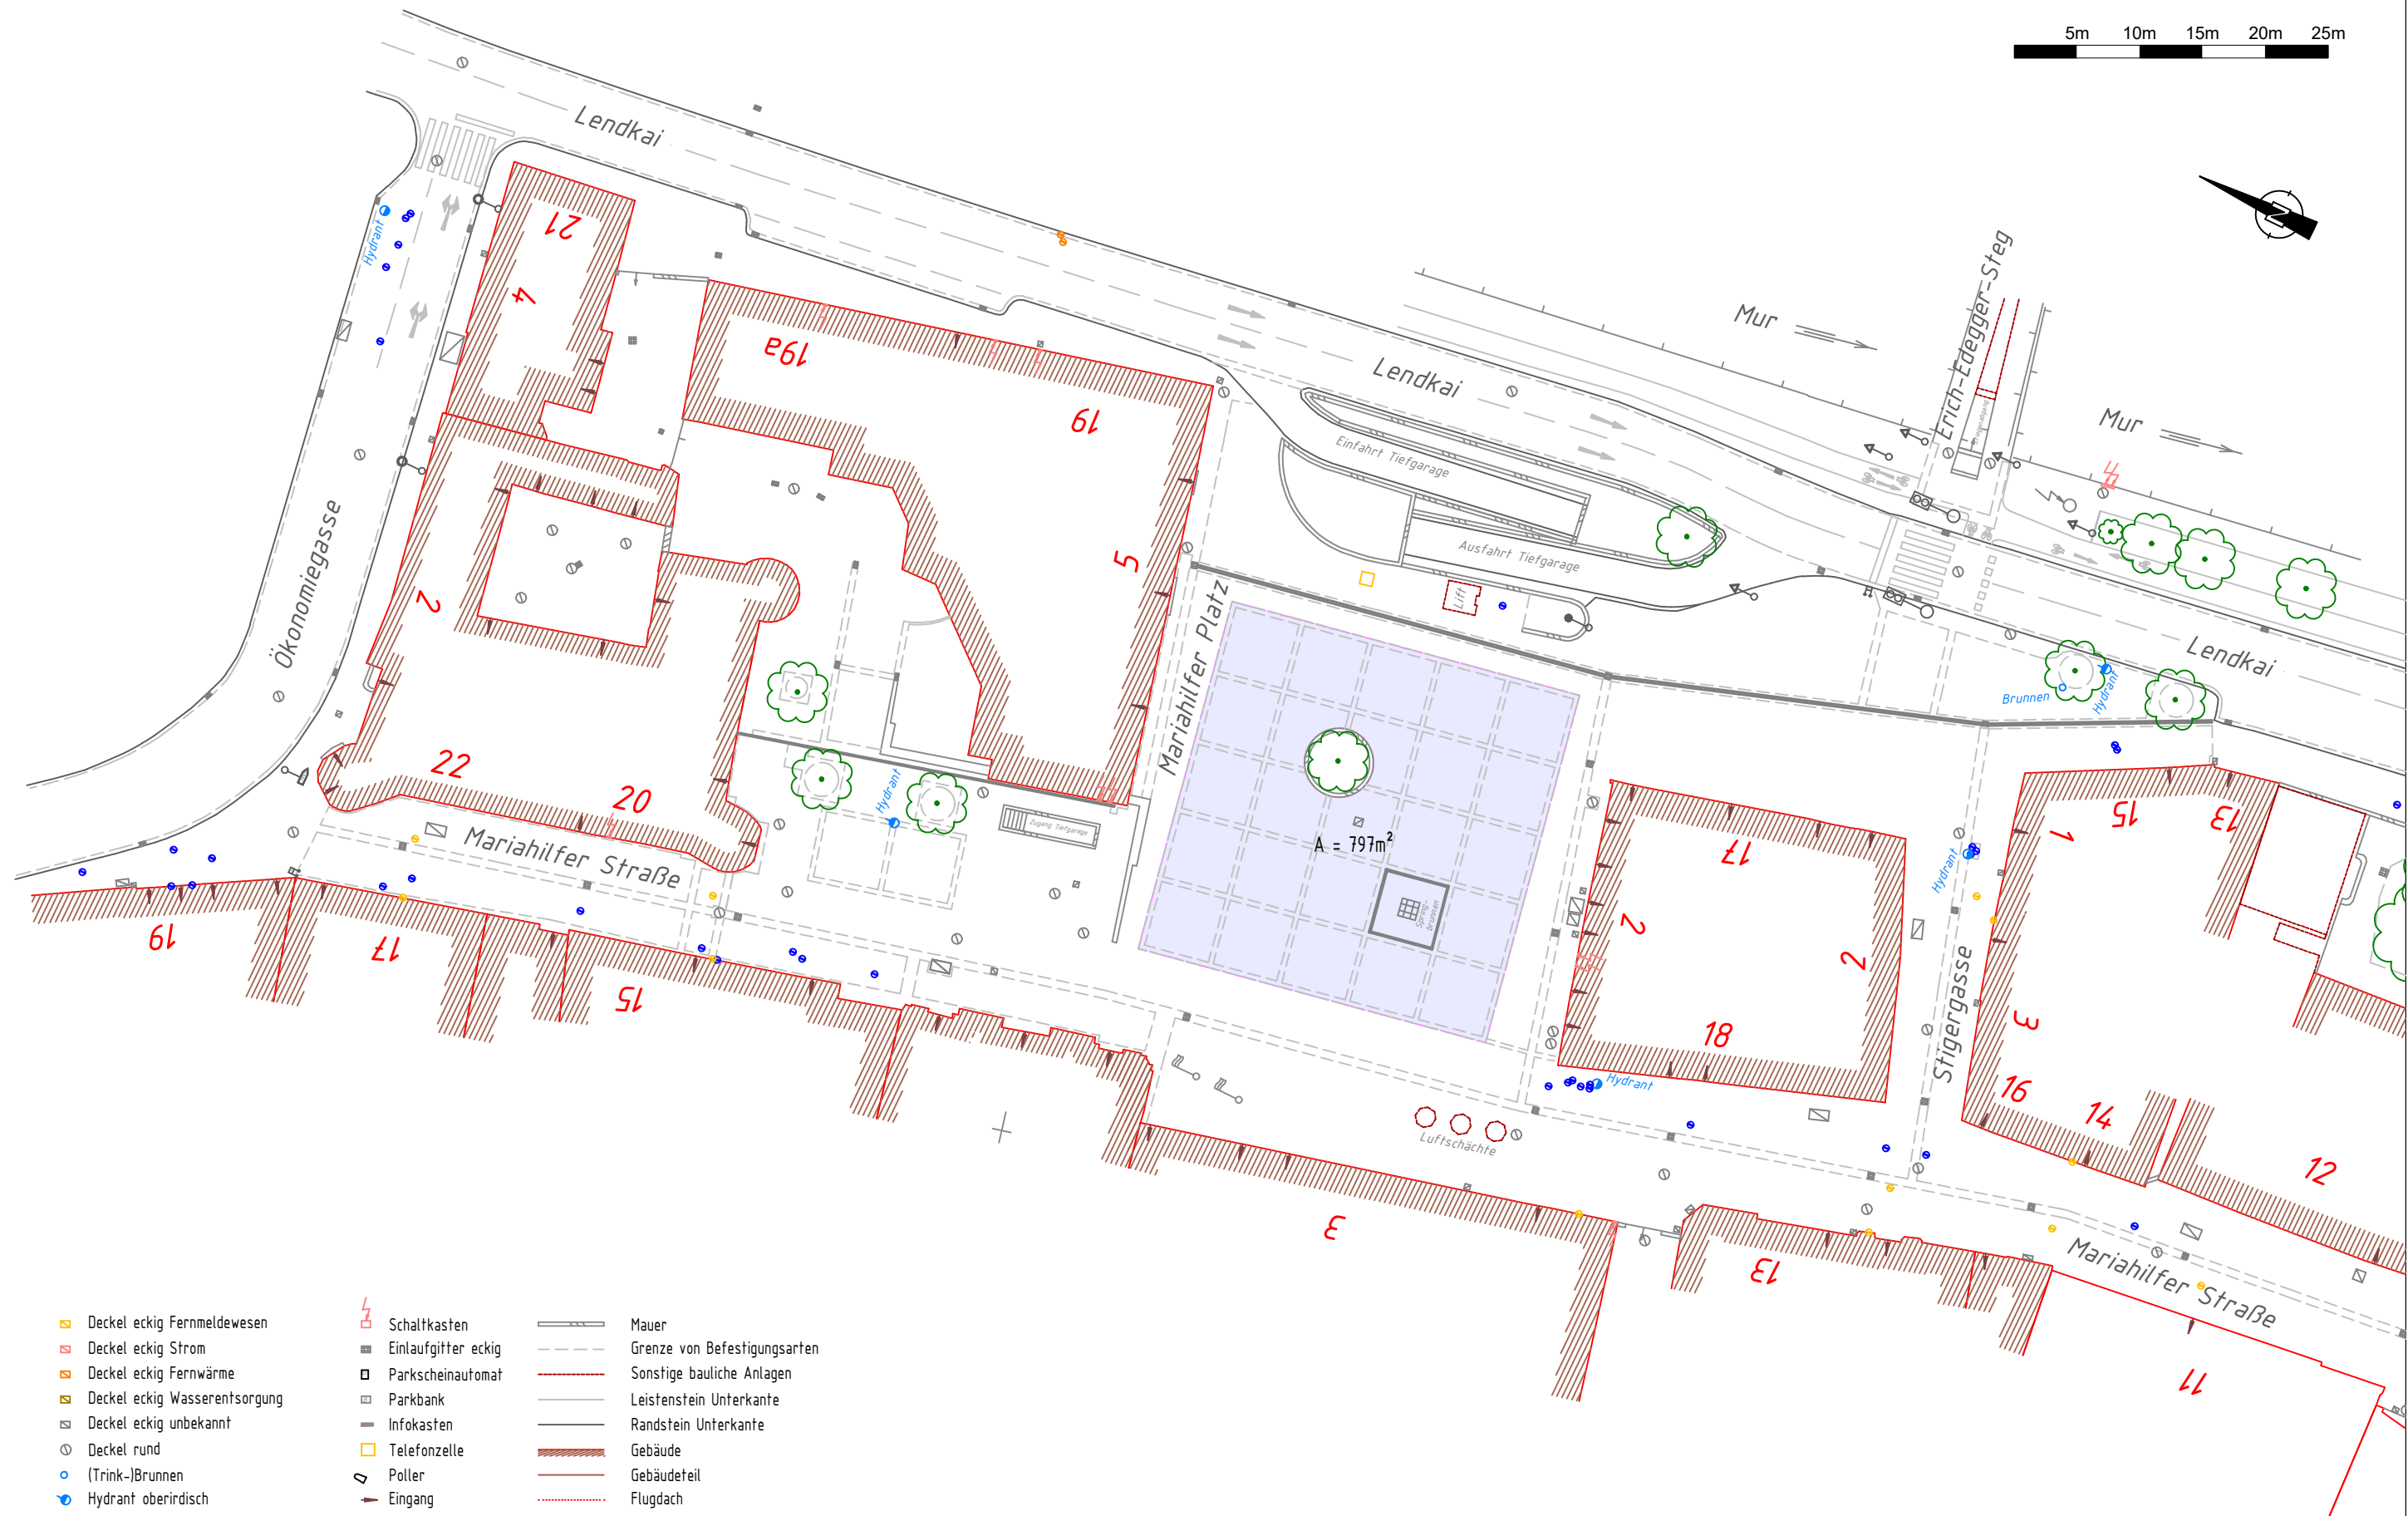 5m 10m 15m 20m 25m
Lendkai
N
Erich-Edegger-Steg
Mur
Mur
Hydrant
21
4
19a
Lendkai
19
Einfahrt Tiefgarage
Ausfahrt Tiefgarage
Lift
5
Ökonomiegasse
2
Mariahilfer Platz
Lendkai
Brunnen
Hydrant
22
20
Hydrant
Mariahilfer Straße
Zugang Tiefgarage
A = 797m²
Spring-
brunnen
17
2
2
18
Hydrant
1
15
13
Stigergasse
3
16
14
12
19
17
15
Hydrant
Luftschächte
3
13
Mariahilfer Straße
11
Deckel eckig Fernmeldewesen
Deckel eckig Strom
Deckel eckig Fernwärme
Deckel eckig Wasserentsorgung
Deckel eckig unbekannt
Deckel rund
(Trink-)Brunnen
Hydrant oberirdisch
Schaltkasten
Einlaufgitter eckig
Parkscheinautomat
Parkbank
Infokasten
Telefonzelle
Poller
Eingang
Mauer
Grenze von Befestigungsarten
Sonstige bauliche Anlagen
Leistenstein Unterkante
Randstein Unterkante
Gebäude
Gebäudeteil
Flugdach